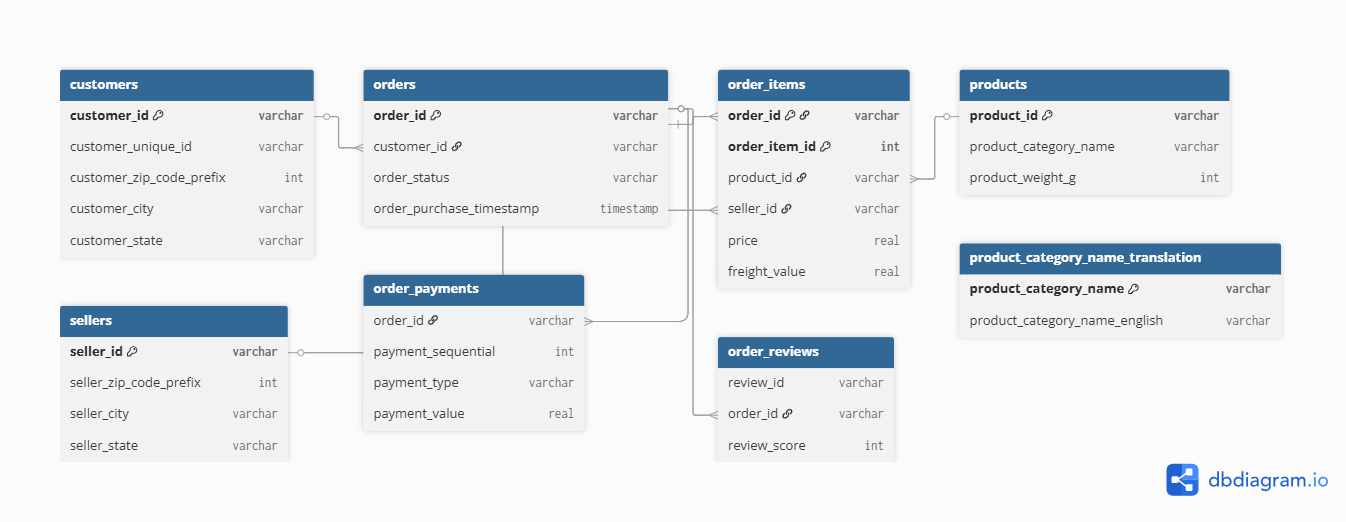 customers
customer_id varchar
customer_unique_id varchar
customer_zip_code_prefix int
customer_city varchar
customer_state varchar
orders
order_id varchar
customer_id varchar
order_status varchar
order_purchase_timestamp timestamp
order_items
order_id varchar
order_item_id int
product_id varchar
seller_id varchar
price real
freight_value real
products
product_id varchar
product_category_name varchar
product_weight_g int
product_category_name_translation
product_category_name varchar
product_category_name_english varchar
sellers
seller_id varchar
seller_zip_code_prefix int
seller_city varchar
seller_state varchar
order_payments
order_id varchar
payment_sequential int
payment_type varchar
payment_value real
order_reviews
review_id varchar
order_id varchar
review_score int
dbdiagram.io